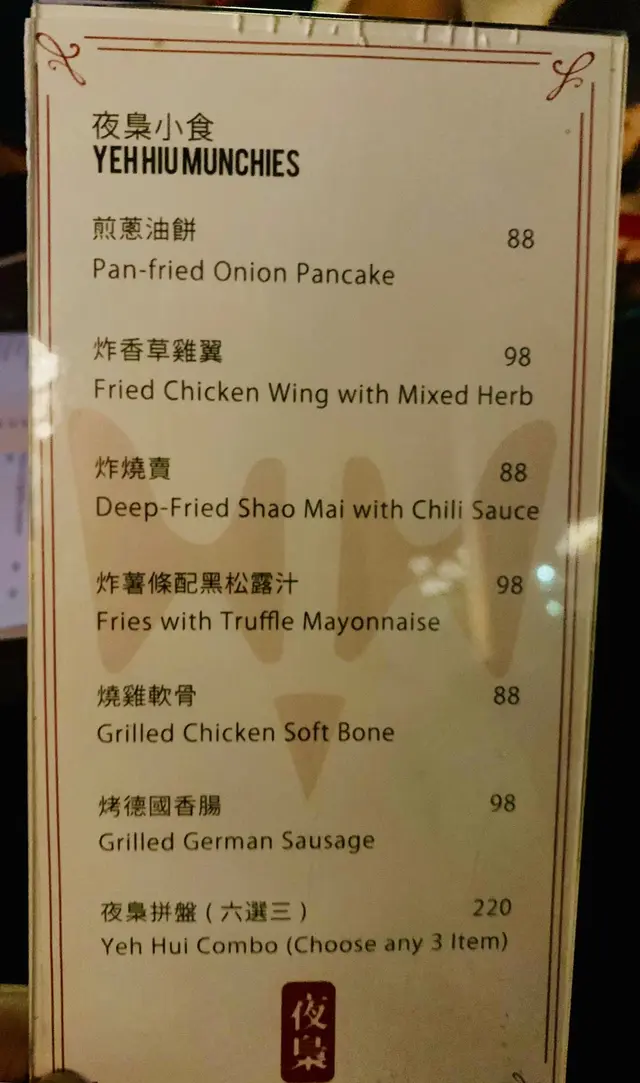 夜梟小食
YEH HIU MUNCHIES
煎蔥油餅 88
Pan-fried Onion Pancake
炸香草雞翼 98
Fried Chicken Wing with Mixed Herb
炸燒賣 88
Deep-Fried Shao Mai with Chili Sauce
炸薯條配黑松露汁 98
Fries with Truffle Mayonnaise
燒雞軟骨 88
Grilled Chicken Soft Bone
烤德國香腸 98
Grilled German Sausage
夜梟拼盤 ( 六選三 ) 220
Yeh Hui Combo (Choose any 3 Item)
夜梟